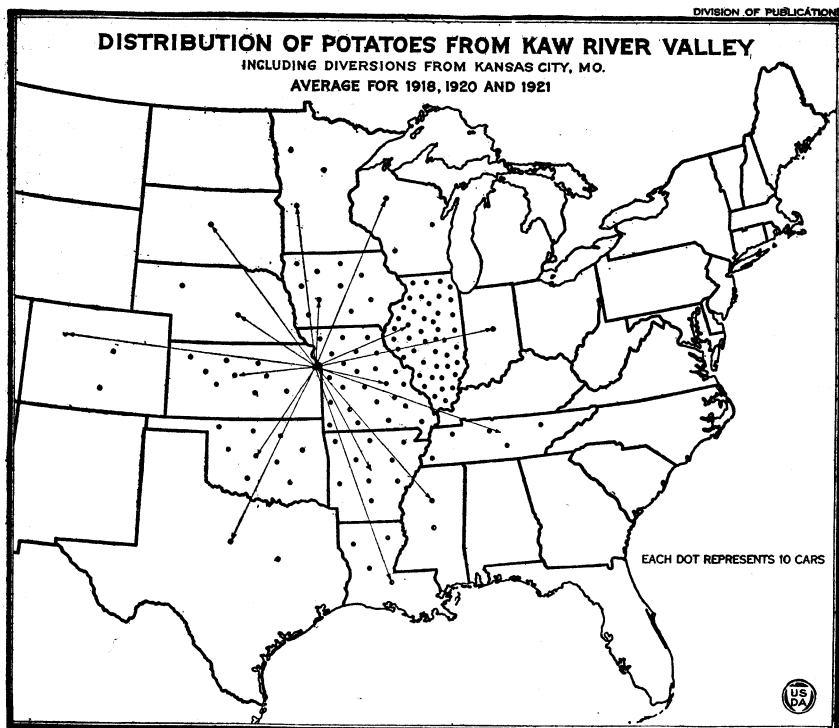 DIVISION OF PUBLICATIONS
DISTRIBUTION OF POTATOES FROM KAW RIVER VALLEY
INCLUDING DIVERSIONS FROM KANSAS CITY, MO.
AVERAGE FOR 1918, 1920 AND 1921
EACH DOT REPRESENTS 10 CARS
US
DA